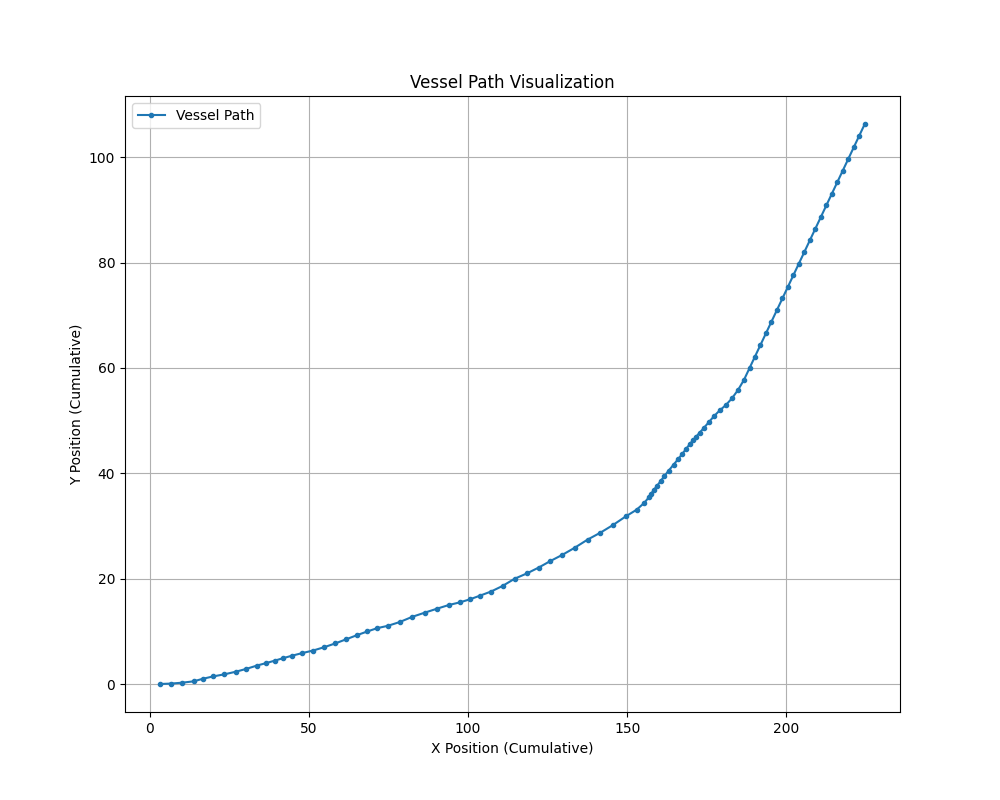 Vessel Path Visualization
Vessel Path
100
80
60
40
20
0
Y Position (Cumulative)
0 50 100 150 200
X Position (Cumulative)